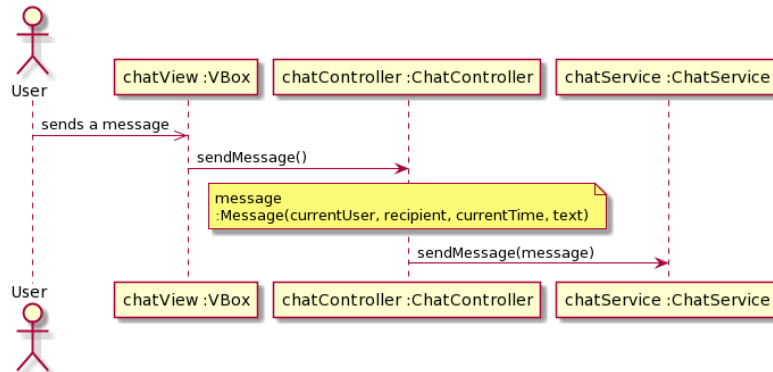 User
chatView :VBox
chatController :ChatController
chatService :ChatService
sends a message
sendMessage()
message
:Message(currentUser, recipient, currentTime, text)
sendMessage(message)
User
chatView :VBox
chatController :ChatController
chatService :ChatService